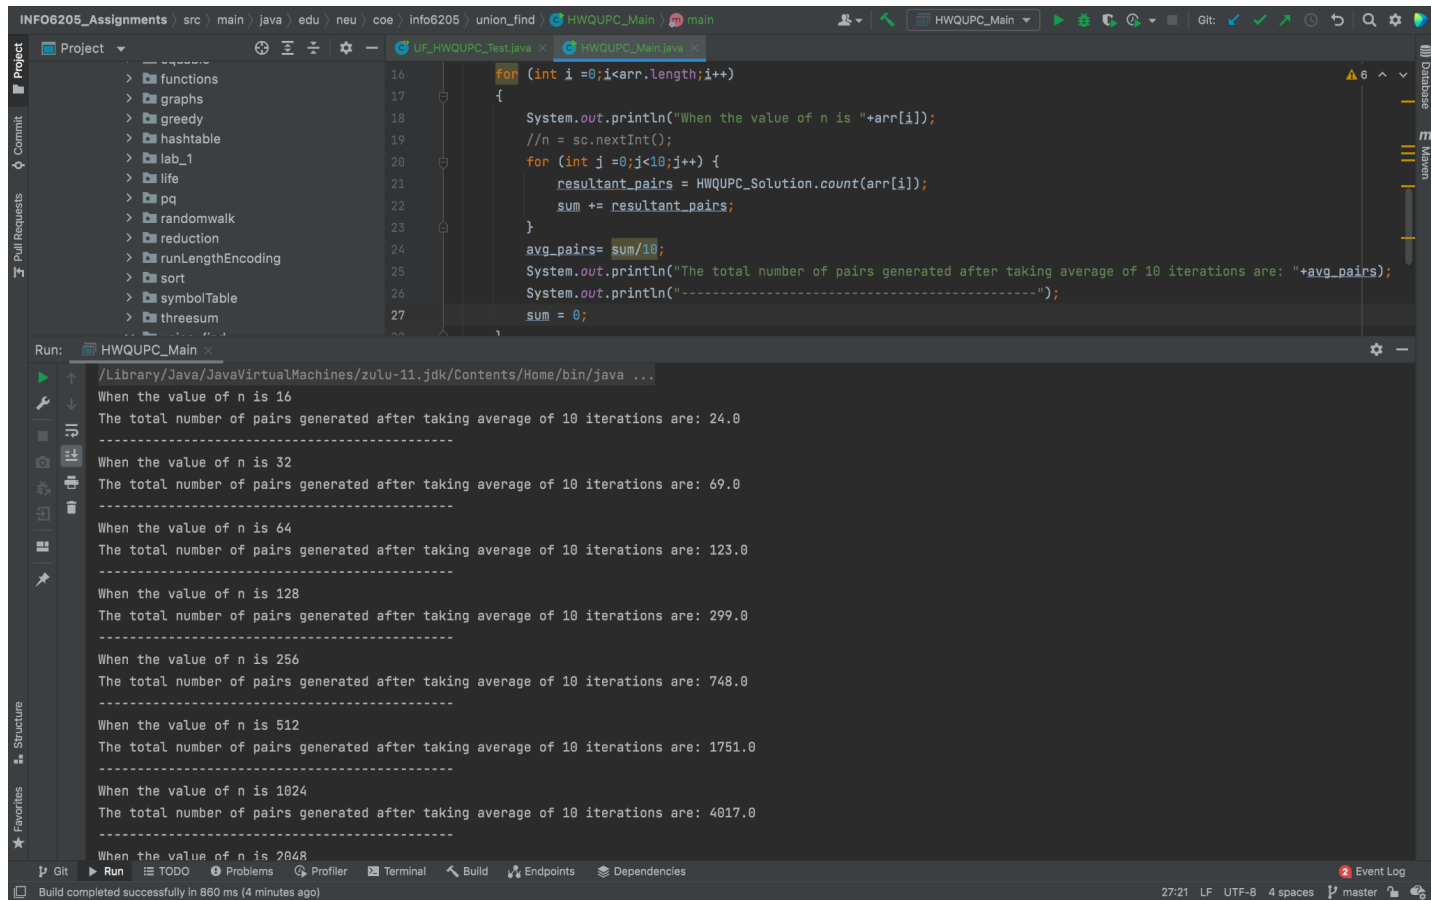 INFO6205_Assignments > src > main > java > edu > neu > coe > info6205 > union_find > HWQUPC_Main > main
HWQUPC_Main
Git:
Project
UF_HWQUPC_Test.java ×
HWQUPC_Main.java ×
Project
Commit
Pull Requests
Structure
Favorites
functions
graphs
greedy
hashtable
lab_1
life
pq
randomwalk
reduction
runLengthEncoding
sort
symbolTable
threesum
16 for (int i =0;i<arr.length;i++)
17 {
18 System.out.println("When the value of n is "+arr[i]);
19 //n = sc.nextInt();
20 for (int j =0;j<10;j++) {
21 resultant_pairs = HWQUPC_Solution.count(arr[i]);
22 sum += resultant_pairs;
23 }
24 avg_pairs= sum/10;
25 System.out.println("The total number of pairs generated after taking average of 10 iterations are: "+avg_pairs);
26 System.out.println("----------------------------------------------");
27 sum = 0;
6
Database
m
Maven
Run: HWQUPC_Main ×
/Library/Java/JavaVirtualMachines/zulu-11.jdk/Contents/Home/bin/java ...
When the value of n is 16
The total number of pairs generated after taking average of 10 iterations are: 24.0
----------------------------------------------
When the value of n is 32
The total number of pairs generated after taking average of 10 iterations are: 69.0
----------------------------------------------
When the value of n is 64
The total number of pairs generated after taking average of 10 iterations are: 123.0
----------------------------------------------
When the value of n is 128
The total number of pairs generated after taking average of 10 iterations are: 299.0
----------------------------------------------
When the value of n is 256
The total number of pairs generated after taking average of 10 iterations are: 748.0
----------------------------------------------
When the value of n is 512
The total number of pairs generated after taking average of 10 iterations are: 1751.0
----------------------------------------------
When the value of n is 1024
The total number of pairs generated after taking average of 10 iterations are: 4017.0
----------------------------------------------
When the value of n is 2048
Git Run TODO Problems Profiler Terminal Build Endpoints Dependencies 2 Event Log
Build completed successfully in 860 ms (4 minutes ago) 27:21 LF UTF-8 4 spaces master